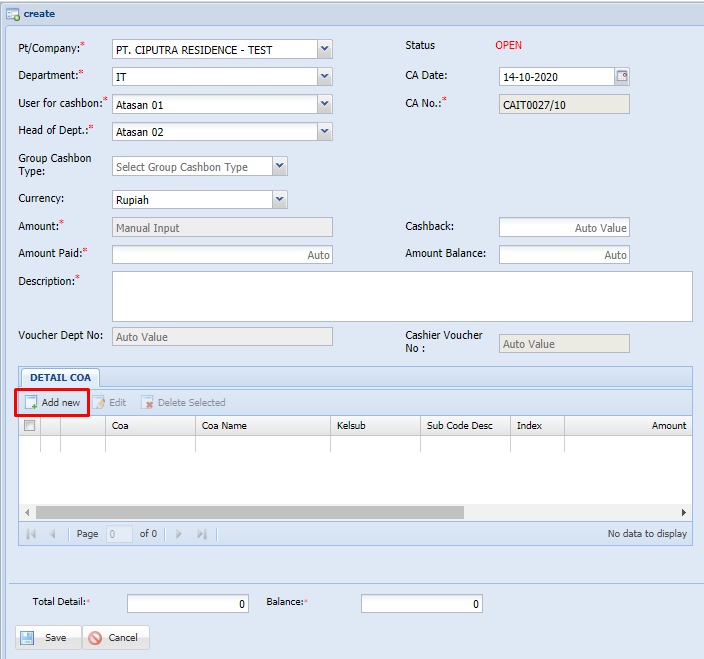 create
Pt/Company:* PT. CIPUTRA RESIDENCE - TEST Status OPEN
Department:* IT CA Date: 14-10-2020
User for cashbon:* Atasan 01 CA No.:* CAIT0027/10
Head of Dept.:* Atasan 02
Group Cashbon
Type: Select Group Cashbon Type
Currency: Rupiah
Amount:* Manual Input Cashback: Auto Value
Amount Paid:* Auto Amount Balance: Auto
Description:*
Voucher Dept No: Auto Value Cashier Voucher
No : Auto Value
DETAIL COA
Add new Edit Delete Selected
Coa Coa Name Kelsub Sub Code Desc Index Amount
Page 0 of 0 No data to display
Total Detail:* 0 Balance:* 0
Save Cancel